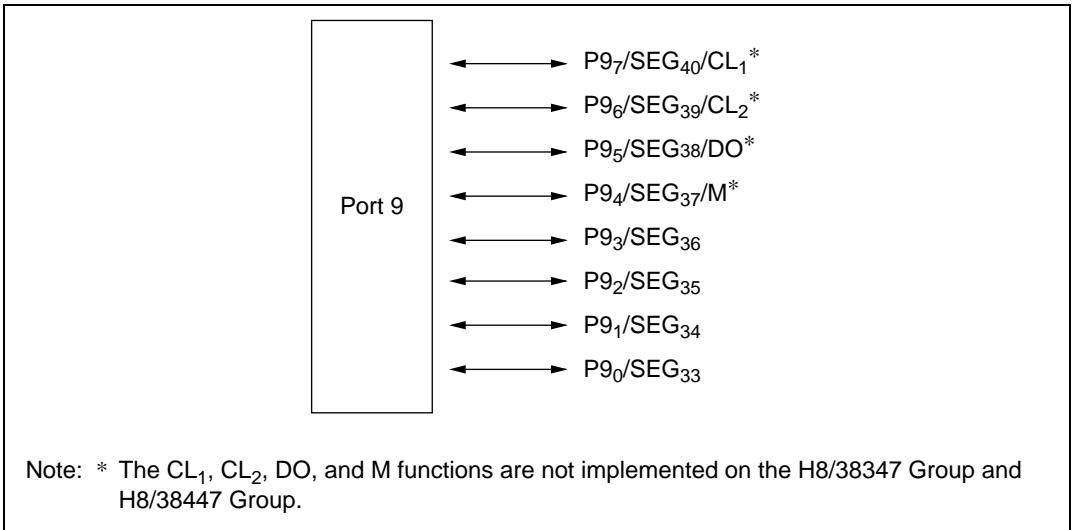 P9₇/SEG₄₀/CL₁*
P9₆/SEG₃₉/CL₂*
P9₅/SEG38/DO*
P9₄/SEG₃₇/M*
Port 9
P9₃/SEG₃₆
P9₂/SEG₃₅
P9₁/SEG₃₄
P9₀/SEG₃₃
Note: * The CL₁, CL₂, DO, and M functions are not implemented on the H8/38347 Group and
H8/38447 Group.